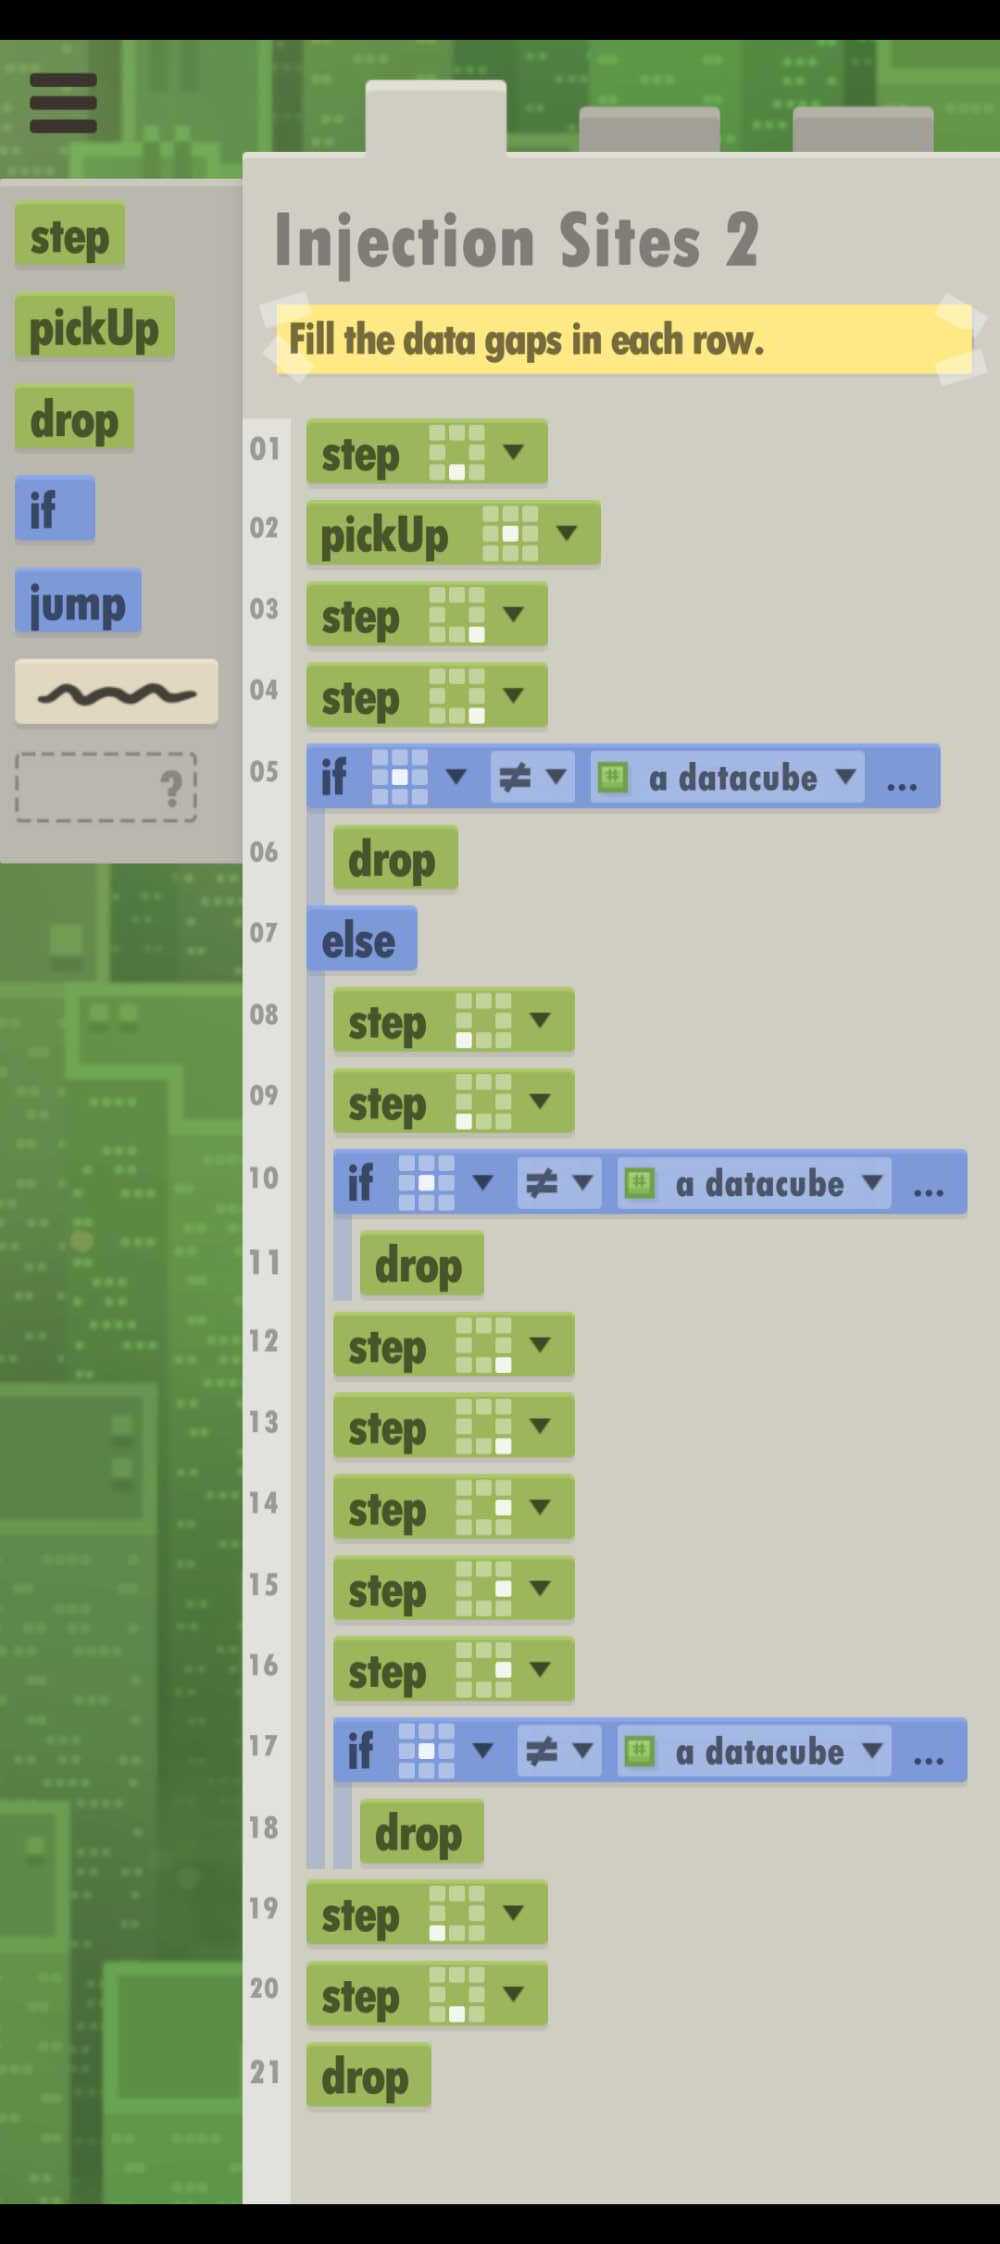 step
pickUp
drop
if
jump
?
Injection Sites 2
Fill the data gaps in each row.
01 step
02 pickUp
03 step
04 step
05 if ≠ a datacube ...
06 drop
07 else
08 step
09 step
10 if ≠ a datacube ...
11 drop
12 step
13 step
14 step
15 step
16 step
17 if ≠ a datacube ...
18 drop
19 step
20 step
21 drop